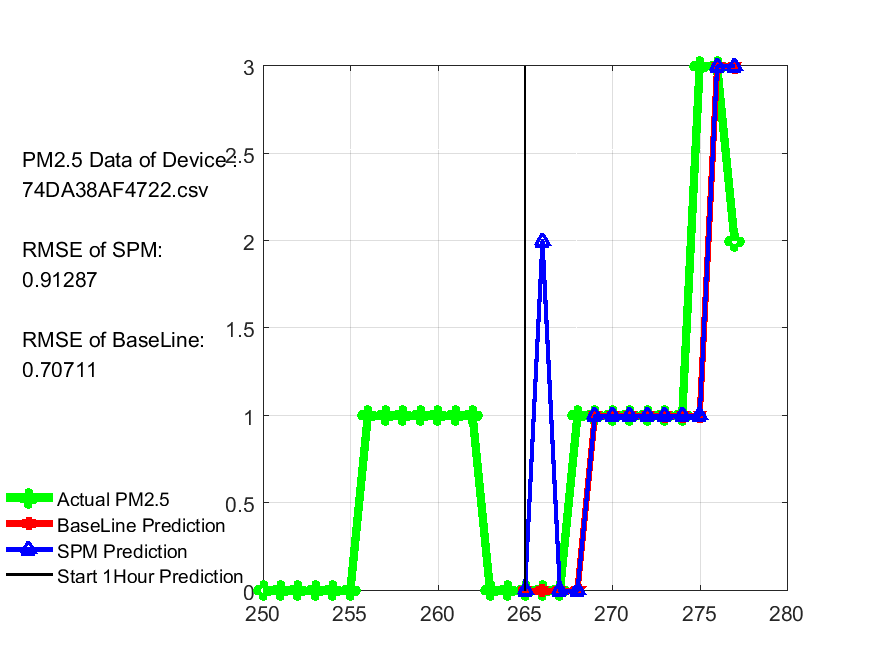 PM2.5 Data of Device :
74DA38AF4722.csv
RMSE of SPM:
0.91287
RMSE of BaseLine:
0.70711
Actual PM2.5
BaseLine Prediction
SPM Prediction
Start 1Hour Prediction
3
2.5
2
1.5
1
0.5
0
250 255 260 265 270 275 280